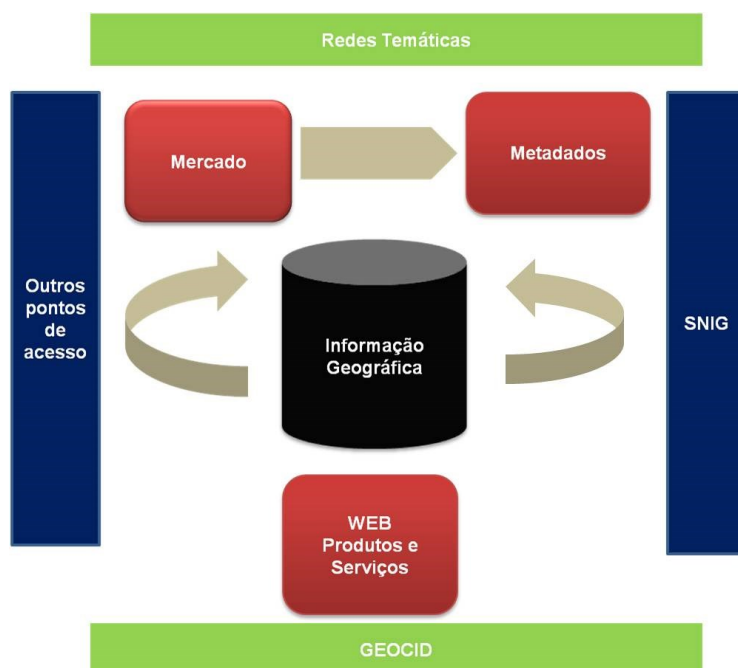 Redes Temáticas
Mercado
Metadados
Outros
pontos
de
acesso
Informação
Geográfica
SNIG
WEB
Produtos e
Serviços
GEOCID